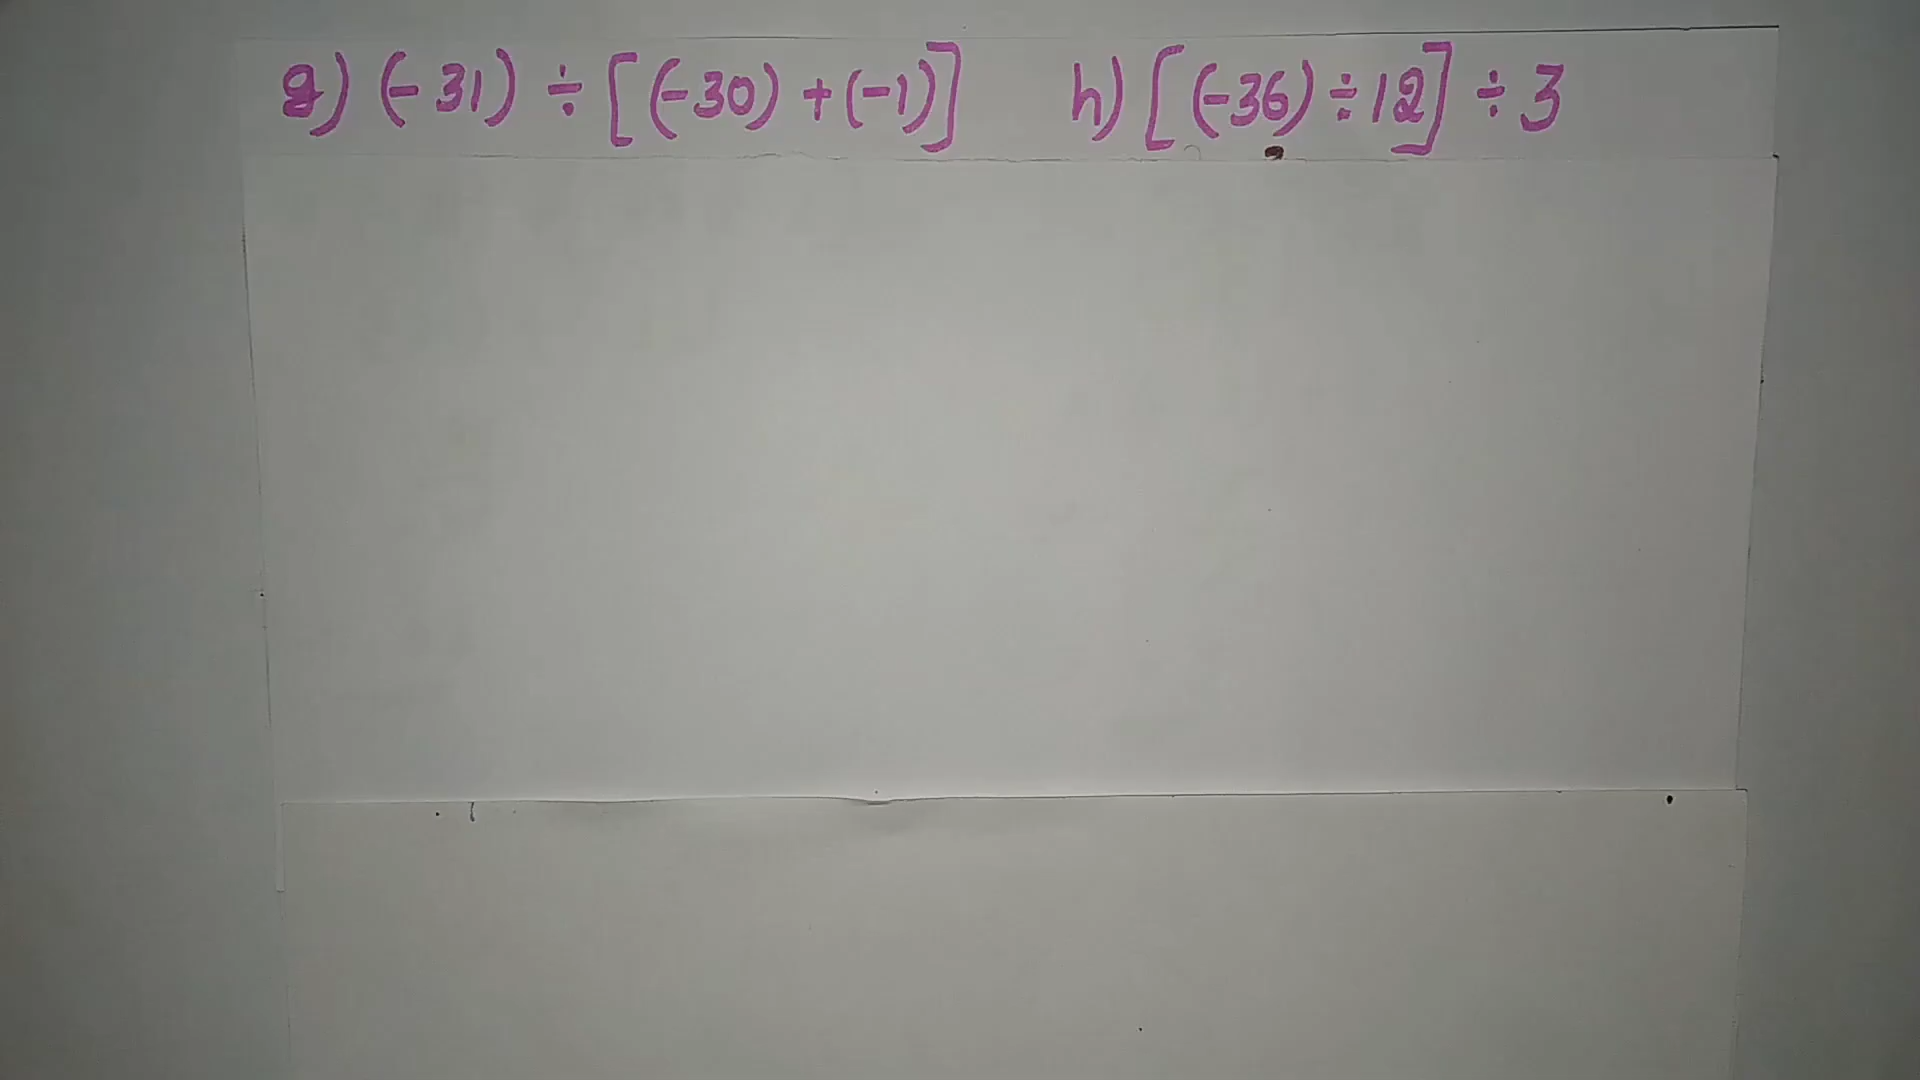 g) (-31) ÷ [(-30) + (-1)] h) [(-36) ÷ 12] ÷ 3